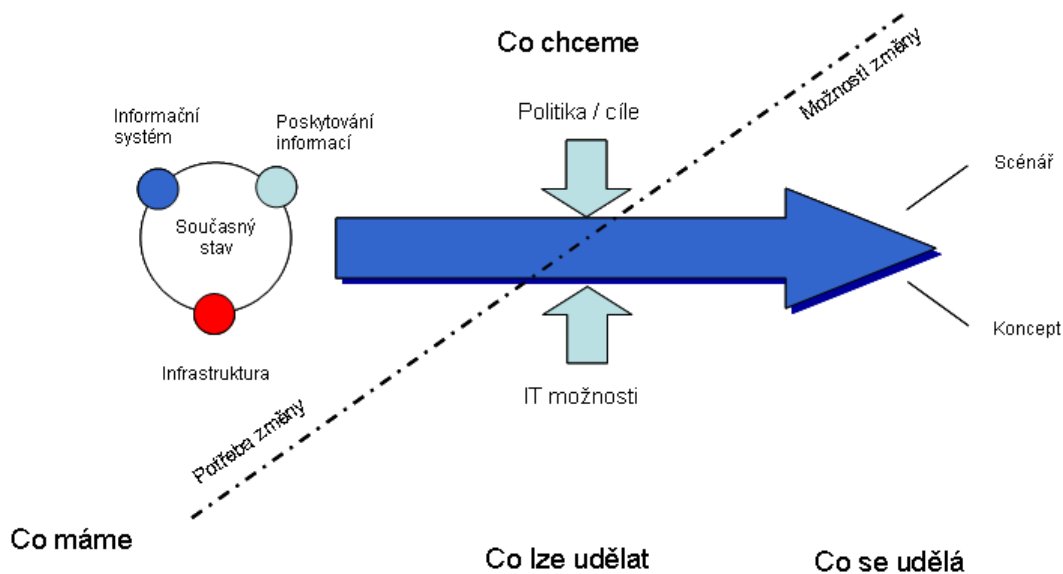 Co chceme
Možnosti změny
Politika / cíle
Informační
systém
Poskytování
informací
Scénář
Současný
stav
Koncept
Infrastruktura
IT možnosti
Potřeba změny
Co máme
Co lze udělat
Co se udělá